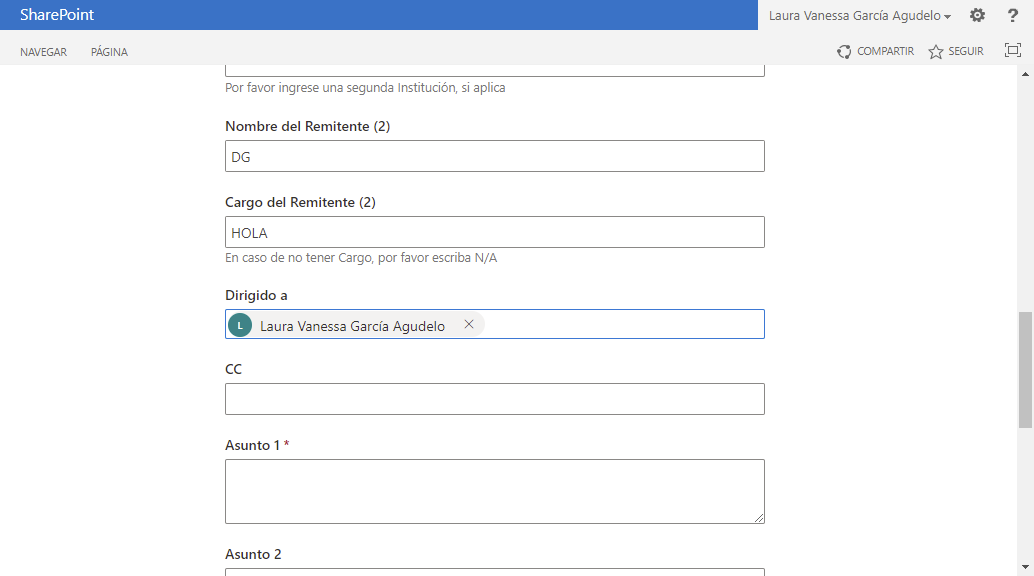 SharePoint
Laura Vanessa García Agudelo
?
NAVEGAR
PÁGINA
COMPARTIR
SEGUIR
Por favor ingrese una segunda Institución, si aplica
Nombre del Remitente (2)
DG
Cargo del Remitente (2)
HOLA
En caso de no tener Cargo, por favor escriba N/A
Dirigido a
L Laura Vanessa García Agudelo
CC
Asunto 1 *
Asunto 2